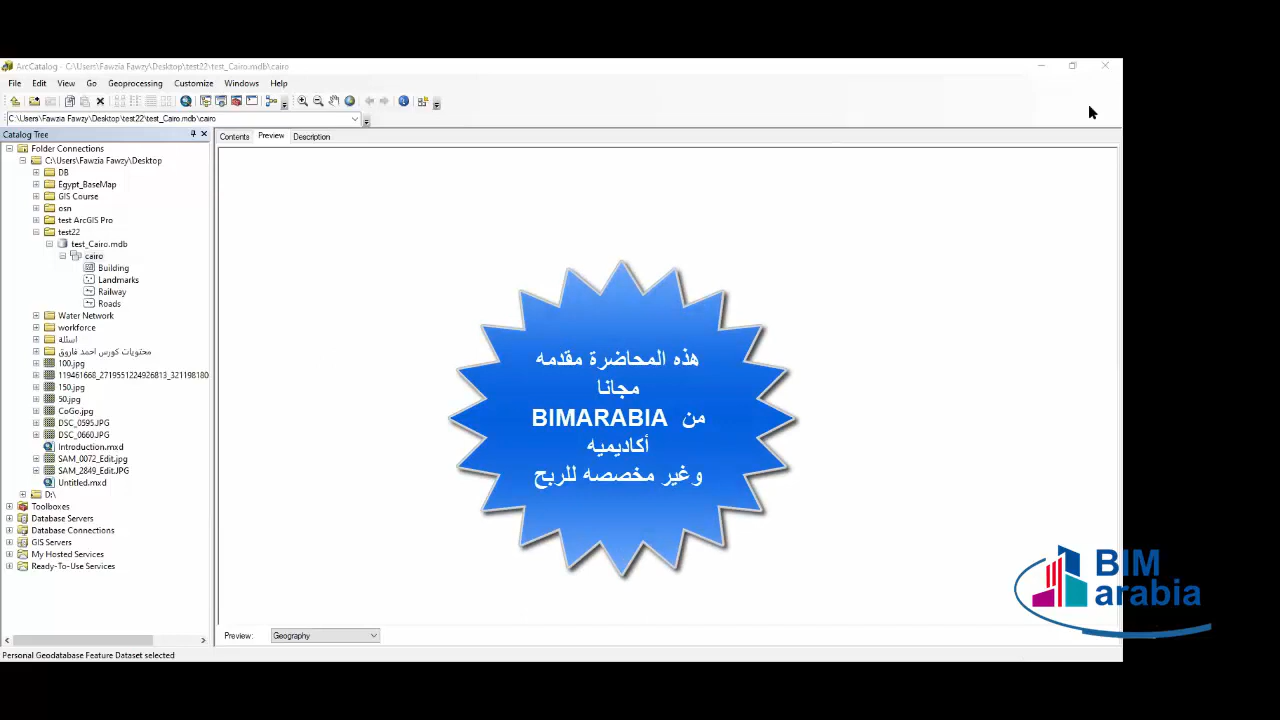 ArcCatalog - C:\Users\Fawzia Fawzy\Desktop\test22\test_Cairo.mdb\cairo
File Edit View Go Geoprocessing Customize Windows Help
C:\Users\Fawzia Fawzy\Desktop\test22\test_Cairo.mdb\cairo
Catalog Tree
Contents Preview Description
Folder Connections
C:\Users\Fawzia Fawzy\Desktop
DB
Egypt_BaseMap
GIS Course
osn
test ArcGIS Pro
test22
test_Cairo.mdb
cairo
Building
Landmarks
Railway
Roads
Water Network
workforce
اسئلة
محتويات كورس احمد فاروق
100.jpg
119461668_2719551224926813_321198180
150.jpg
50.jpg
CoGo.jpg
DSC_0595.JPG
DSC_0660.JPG
Introduction.mxd
SAM_0072_Edit.jpg
SAM_2849_Edit.JPG
Untitled.mxd
D:\
Toolboxes
Database Servers
Database Connections
GIS Servers
My Hosted Services
Ready-To-Use Services
هذه المحاضرة مقدمه
مجانا
من BIMARABIA
أكاديميه
وغير مخصصه للربح
BIM
arabia
Preview: Geography
Personal Geodatabase Feature Dataset selected